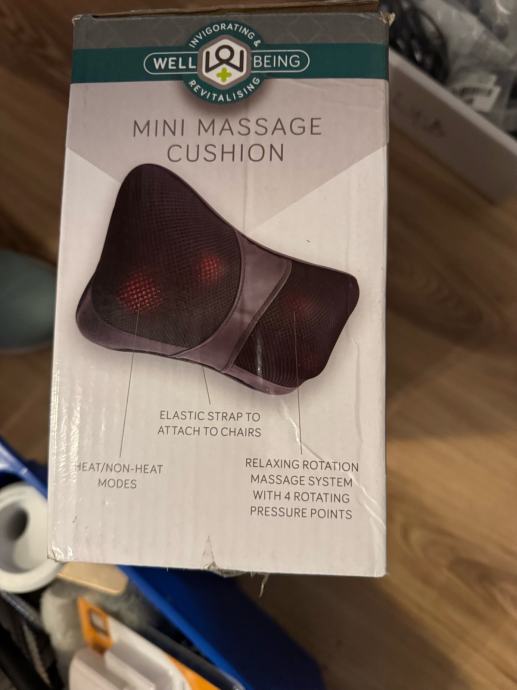 INVIGORATING &
WELL BEING
REVITALISING
MINI MASSAGE
CUSHION
ELASTIC STRAP TO
ATTACH TO CHAIRS
HEAT/NON-HEAT
MODES
RELAXING ROTATION
MASSAGE SYSTEM
WITH 4 ROTATING
PRESSURE POINTS